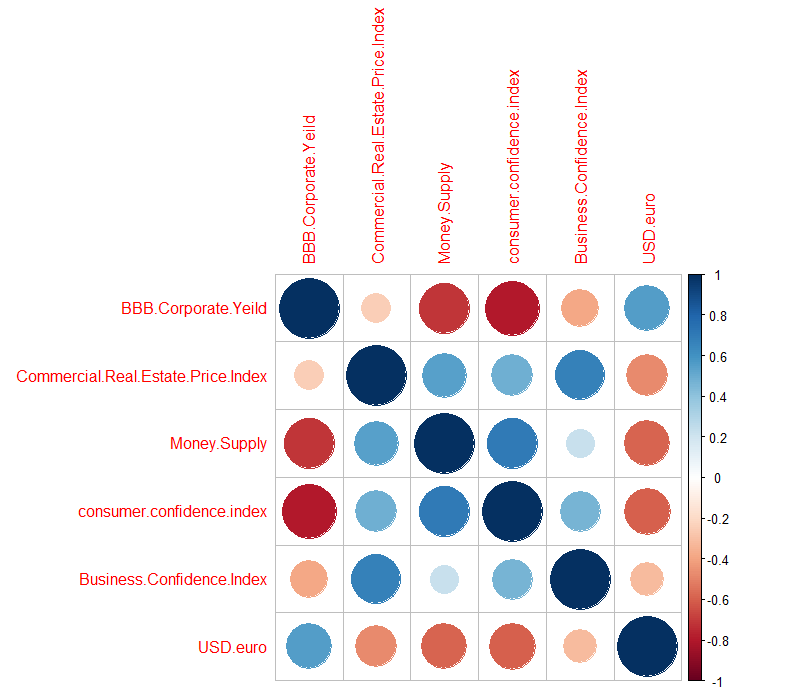 BBB.Corporate.Yeild
Commercial.Real.Estate.Price.Index
Money.Supply
consumer.confidence.index
Business.Confidence.Index
USD.euro
BBB.Corporate.Yeild
Commercial.Real.Estate.Price.Index
Money.Supply
consumer.confidence.index
Business.Confidence.Index
USD.euro
1
0.8
0.6
0.4
0.2
0
-0.2
-0.4
-0.6
-0.8
-1